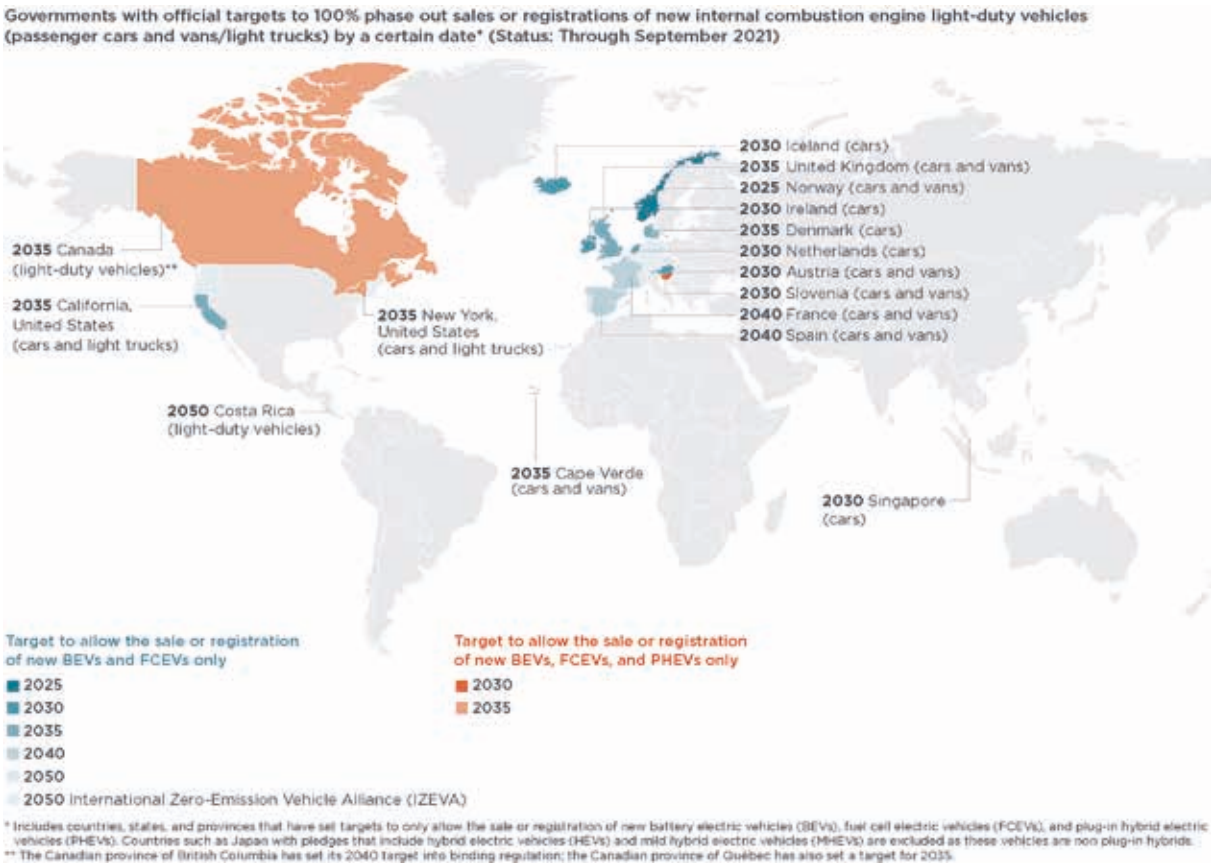 Governments with official targets to 100% phase out sales or registrations of new internal combustion engine light-duty vehicles
(passenger cars and vans/light trucks) by a certain date* (Status: Through September 2021)
2030 Iceland (cars)
2035 United Kingdom (cars and vans)
2025 Norway (cars and vans)
2030 Ireland (cars)
2035 Denmark (cars)
2030 Netherlands (cars)
2030 Austria (cars and vans)
2030 Slovenia (cars and vans)
2040 France (cars and vans)
2040 Spain (cars and vans)
2035 Canada
(light-duty vehicles)**
2035 California,
United States
(cars and light trucks)
2035 New York,
United States
(cars and light trucks)
2050 Costa Rica
(light-duty vehicles)
2035 Cape Verde
(cars and vans)
2030 Singapore
(cars)
Target to allow the sale or registration
of new BEVs and FCEVs only
2025
2030
2035
2040
2050
2050 International Zero-Emission Vehicle Alliance (IZEVA)
Target to allow the sale or registration
of new BEVs, FCEVs, and PHEVs only
2030
2035
* Includes countries, states, and provinces that have set targets to only allow the sale or registration of new battery electric vehicles (BEVs), fuel cell electric vehicles (FCEVs), and plug-in hybrid electric
vehicles (PHEVs). Countries such as Japan with pledges that include hybrid electric vehicles (HEVs) and mild hybrid electric vehicles (MHEVs) are excluded as these vehicles are non plug-in hybrids.
** The Canadian province of British Columbia has set its 2040 target into binding regulation; the Canadian province of Québec has also set a target for 2035.